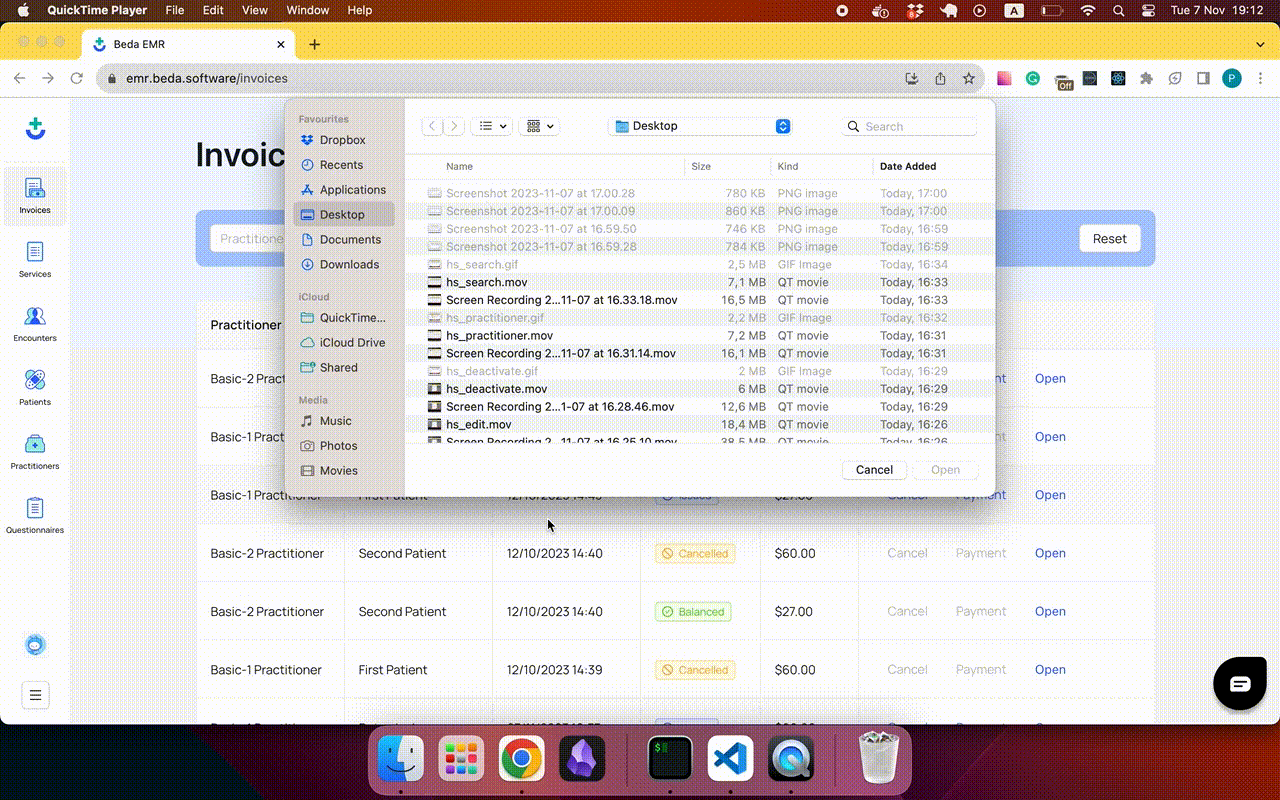 QuickTime Player File Edit View Window Help A Tue 7 Nov 19:12
Beda EMR
emr.beda.software/invoices Off P
Favourites
Dropbox
Recents
Applications
Desktop
Documents
Downloads
iCloud
QuickTime...
iCloud Drive
Shared
Media
Music
Photos
Movies
Desktop Search
Name Size Kind Date Added
Screenshot 2023-11-07 at 17.00.28 780 KB PNG image Today, 17:00
Screenshot 2023-11-07 at 17.00.09 860 KB PNG image Today, 17:00
Screenshot 2023-11-07 at 16.59.50 746 KB PNG image Today, 16:59
Screenshot 2023-11-07 at 16.59.28 784 KB PNG image Today, 16:59
hs_search.gif 2,5 MB GIF Image Today, 16:34
hs_search.mov 7,1 MB QT movie Today, 16:33
Screen Recording 2...11-07 at 16.33.18.mov 16,5 MB QT movie Today, 16:33
hs_practitioner.gif 2,2 MB GIF Image Today, 16:32
hs_practitioner.mov 7,2 MB QT movie Today, 16:31
Screen Recording 2...11-07 at 16.31.14.mov 16,1 MB QT movie Today, 16:31
hs_deactivate.gif 2 MB GIF Image Today, 16:29
hs_deactivate.mov 6 MB QT movie Today, 16:29
Screen Recording 2...1-07 at 16.28.46.mov 12,6 MB QT movie Today, 16:29
hs_edit.mov 18,4 MB QT movie Today, 16:26
Screen Recording 2...11-07 at 16.25.10.mov 38,5 MB QT movie Today, 16:26
Cancel Open
Invoices
Services
Encounters
Patients
Practitioners
Questionnaires
Invoic
Practitione Reset
Practitioner
Basic-2 Pract nt Open
Basic-1 Pract nt Open
Basic-1 Practitioner First Patient 12/10/2023 14:43 Issued $27.00 Cancel Payment Open
Basic-2 Practitioner Second Patient 12/10/2023 14:40 Cancelled $60.00 Cancel Payment Open
Basic-2 Practitioner Second Patient 12/10/2023 14:40 Balanced $27.00 Cancel Payment Open
Basic-1 Practitioner First Patient 12/10/2023 14:39 Cancelled $60.00 Cancel Payment Open